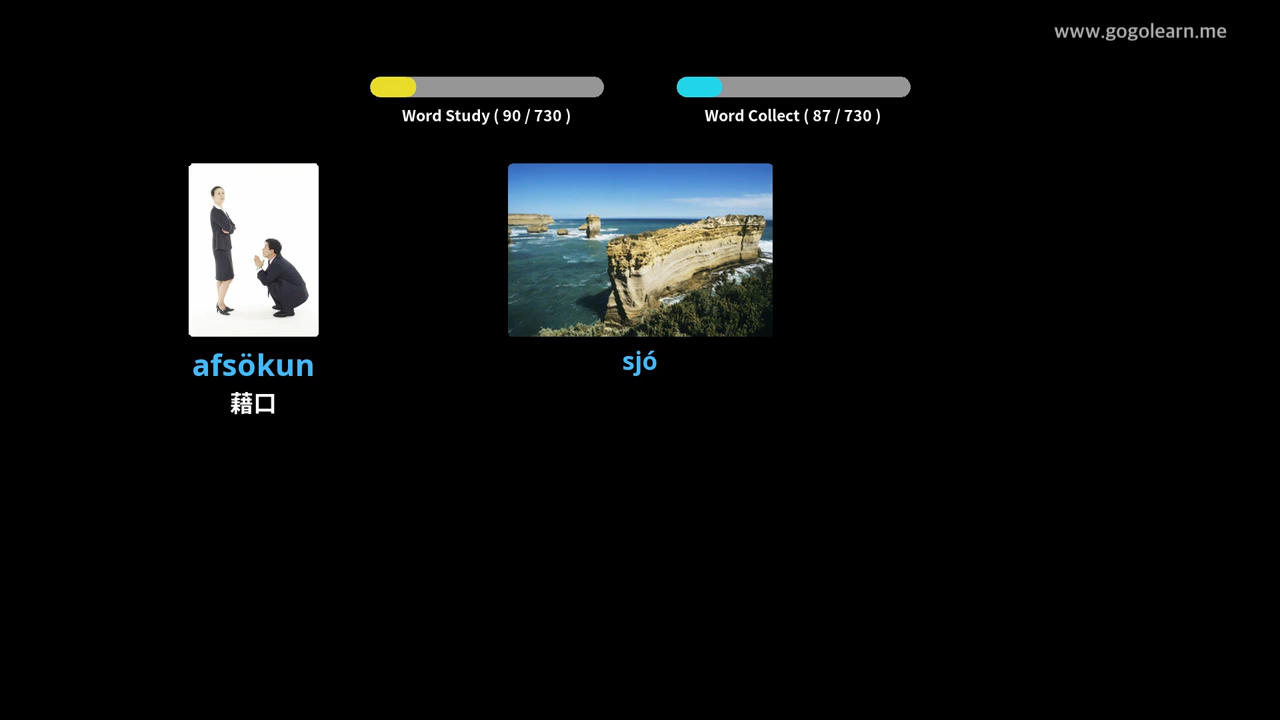 www.gogolearn.me
Word Study ( 90 / 730 )
Word Collect ( 87 / 730 )
afsökun
藉口
sjó